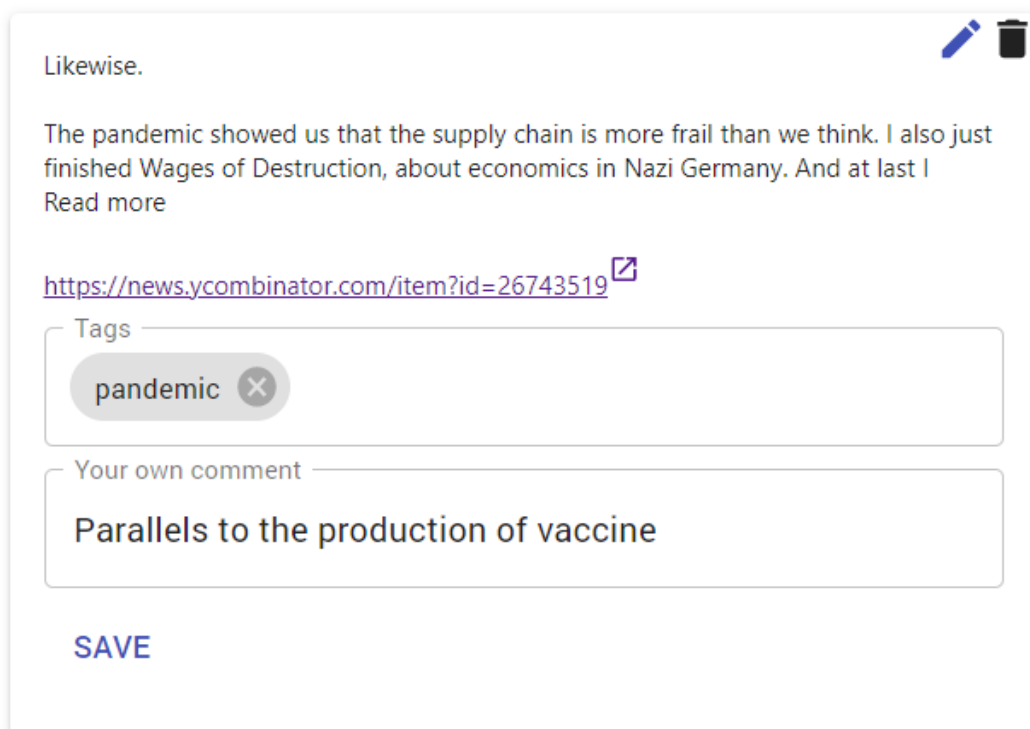 Likewise.
The pandemic showed us that the supply chain is more frail than we think. I also just
finished Wages of Destruction, about economics in Nazi Germany. And at last I
Read more
https://news.ycombinator.com/item?id=26743519
Tags
pandemic
Your own comment
Parallels to the production of vaccine
SAVE